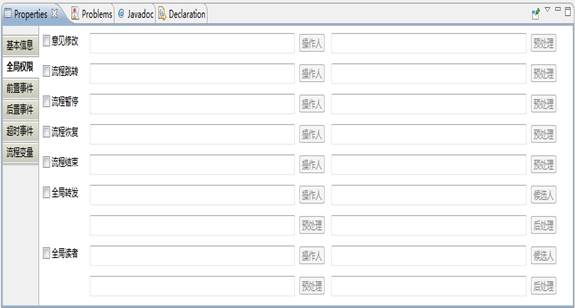 Properties Problems @ Javadoc Declaration
基本信息
全局权限
前置事件
后置事件
超时事件
流程变量
意见修改 操作人 预处理
流程跳转 操作人 预处理
流程暂停 操作人 预处理
流程恢复 操作人 预处理
流程结束 操作人 预处理
全局转发 操作人 候选人
预处理 后处理
全局读者 操作人 候选人
预处理 后处理